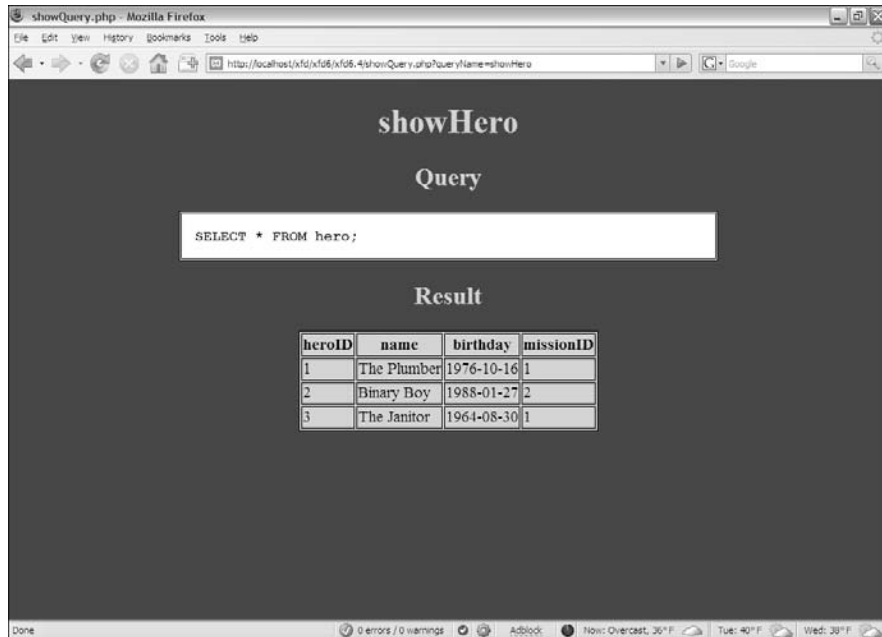 showQuery.php - Mozilla Firefox
File Edit View History Bookmarks Tools Help
http://localhost/xfd/xfd6/xfd6.4/showQuery.php?queryName=showHero
G Google
showHero
Query
SELECT * FROM hero;
Result
heroID name birthday missionID
1 The Plumber 1976-10-16 1
2 Binary Boy 1988-01-27 2
3 The Janitor 1964-08-30 1
Done 0 errors / 0 warnings Adblock Now: Overcast, 36° F Tue: 40° F Wed: 38° F